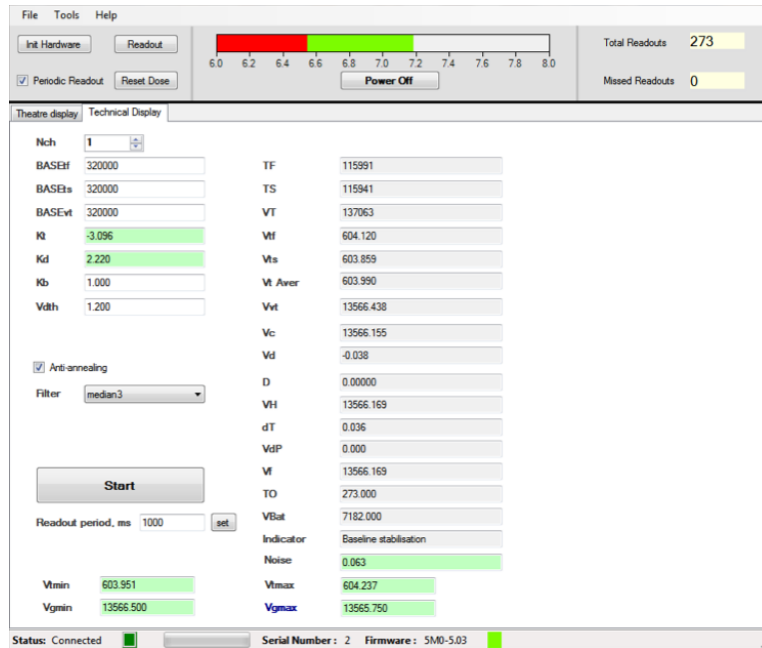 File Tools Help
Init Hardware Readout
Periodic Readout Reset Dose
6.0 6.2 6.4 6.6 6.8 7.0 7.2 7.4 7.6 7.8 8.0
Power Off
Total Readouts 273
Missed Readouts 0
Theatre display Technical Display
Nch 1
BASEtf 320000 TF 115991
BASEts 320000 TS 115941
BASEvt 320000 VT 137063
Kt -3.096 Vtf 604.120
Kd 2.220 Vts 603.859
Kb 1.000 Vt Aver 603.990
Vdth 1.200 Vvt 13566.438
Vc 13566.155
Vd -0.038
Anti-annealing
D 0.00000
Filter median3
VH 13566.169
dT 0.036
VdP 0.000
Vf 13566.169
Start
TO 273.000
VBat 7182.000
Readout period, ms 1000 set
Indicator Baseline stabilisation
Noise 0.063
Vtmin 603.951 Vtmax 604.237
Vgmin 13566.500 Vgmax 13565.750
Status: Connected Serial Number : 2 Firmware : 5M0-5.03